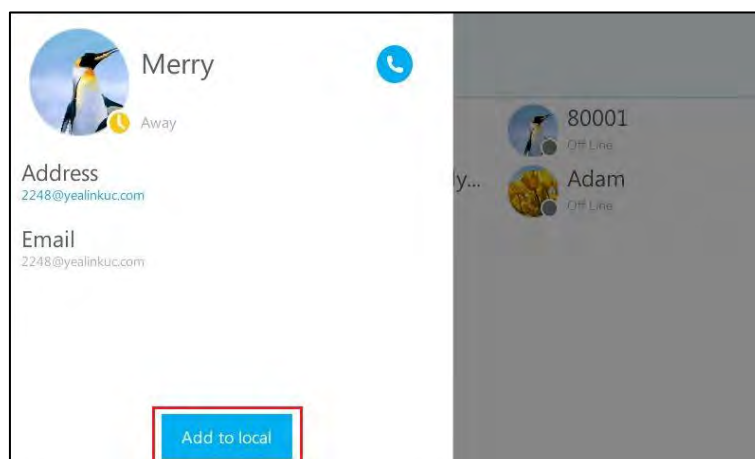 Merry
Away
Address
2248@yealinkuc.com
Email
2248@yealinkuc.com
Add to local
ly...
80001
Off Line
Adam
Off Line